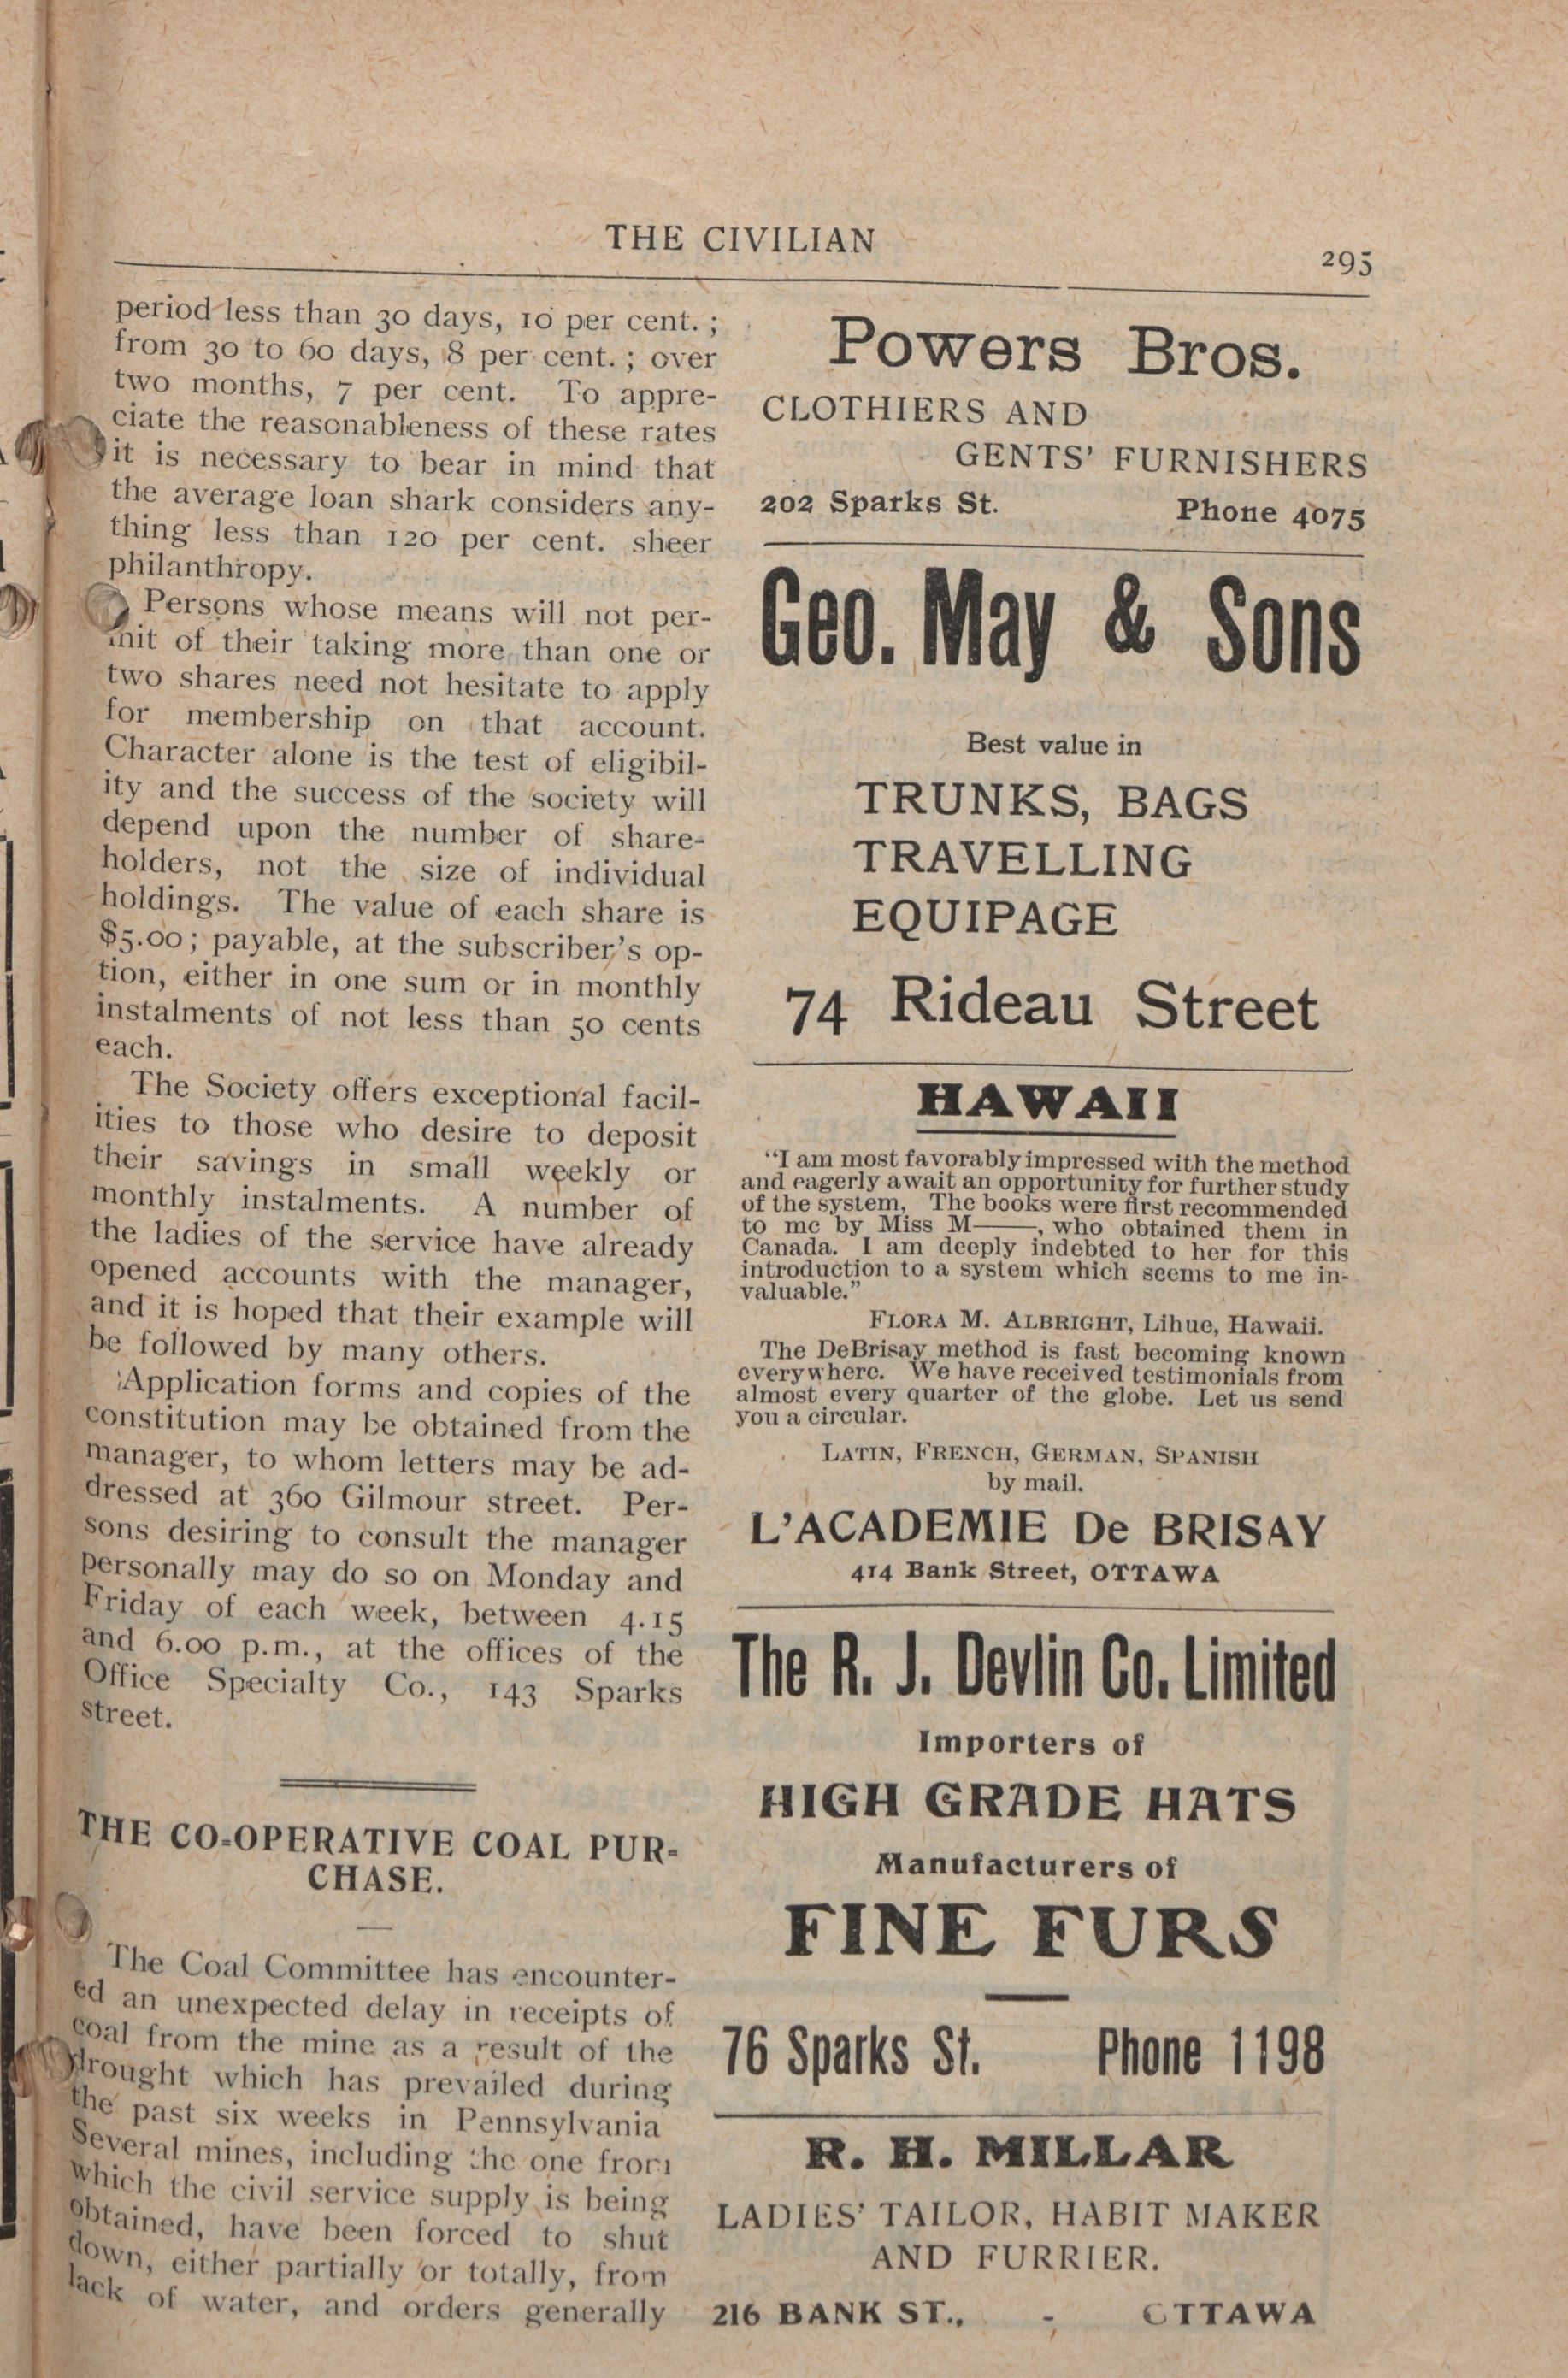 THE CIVILIAN
295
period less than 30 days, 10 per cent. ;
from 30 to 60 days, 8 per cent. ; over
two months, 7 per cent. To appre-
ciate the reasonableness of these rates
it is necessary to bear in mind that
the average loan shark considers any-
thing less than 120 per cent. sheer
philanthropy.
Persons whose means will not per-
mit of their taking more than one or
two shares need not hesitate to apply
for membership on that account.
Character alone is the test of eligibil-
ity and the success of the society will
depend upon the number of share-
holders, not the size of individual
holdings. The value of each share is
$5.00; payable, at the subscriber's op-
tion, either in one sum or in monthly
instalments of not less than 50 cents
each.
The Society offers exceptional facil-
ities to those who desire to deposit
their savings in small weekly or
monthly instalments. A number of
the ladies of the service have already
opened accounts with the manager,
and it is hoped that their example will
be followed by many others.
Application forms and copies of the
constitution may be obtained from the
manager, to whom letters may be ad-
dressed at 360 Gilmour street. Per-
sons desiring to consult the manager
personally may do so on Monday and
Friday of each week, between 4.15
and 6.00 p.m., at the offices of the
Office Specialty Co., 143 Sparks
street.
THE CO-OPERATIVE COAL PUR-
CHASE.
The Coal Committee has encounter-
ed an unexpected delay in receipts of
coal from the mine as a result of the
drought which has prevailed during
the past six weeks in Pennsylvania
Several mines, including the one from
which the civil service supply is being
obtained, have been forced to shut
down, either partially or totally, from
lack of water, and orders generally
Powers Bros.
CLOTHIERS AND
GENTS' FURNISHERS
202 Sparks St. Phone 4075
Geo. May & Sons
Best value in
TRUNKS, BAGS
TRAVELLING
EQUIPAGE
74 Rideau Street
HAWAII
"I am most favorably impressed with the method
and eagerly await an opportunity for further study
of the system, The books were first recommended
to me by Miss M——, who obtained them in
Canada. I am deeply indebted to her for this
introduction to a system which seems to me in-
valuable."
FLORA M. ALBRIGHT, Lihue, Hawaii.
The DeBrisay method is fast becoming known
everywhere. We have received testimonials from
almost every quarter of the globe. Let us send
you a circular.
LATIN, FRENCH, GERMAN, SPANISH
by mail.
L'ACADEMIE De BRISAY
414 Bank Street, OTTAWA
The R. J. Devlin Co. Limited
Importers of
HIGH GRADE HATS
Manufacturers of
FINE FURS
76 Sparks St. Phone 1198
R. H. MILLAR
LADIES' TAILOR, HABIT MAKER
AND FURRIER.
216 BANK ST., - OTTAWA